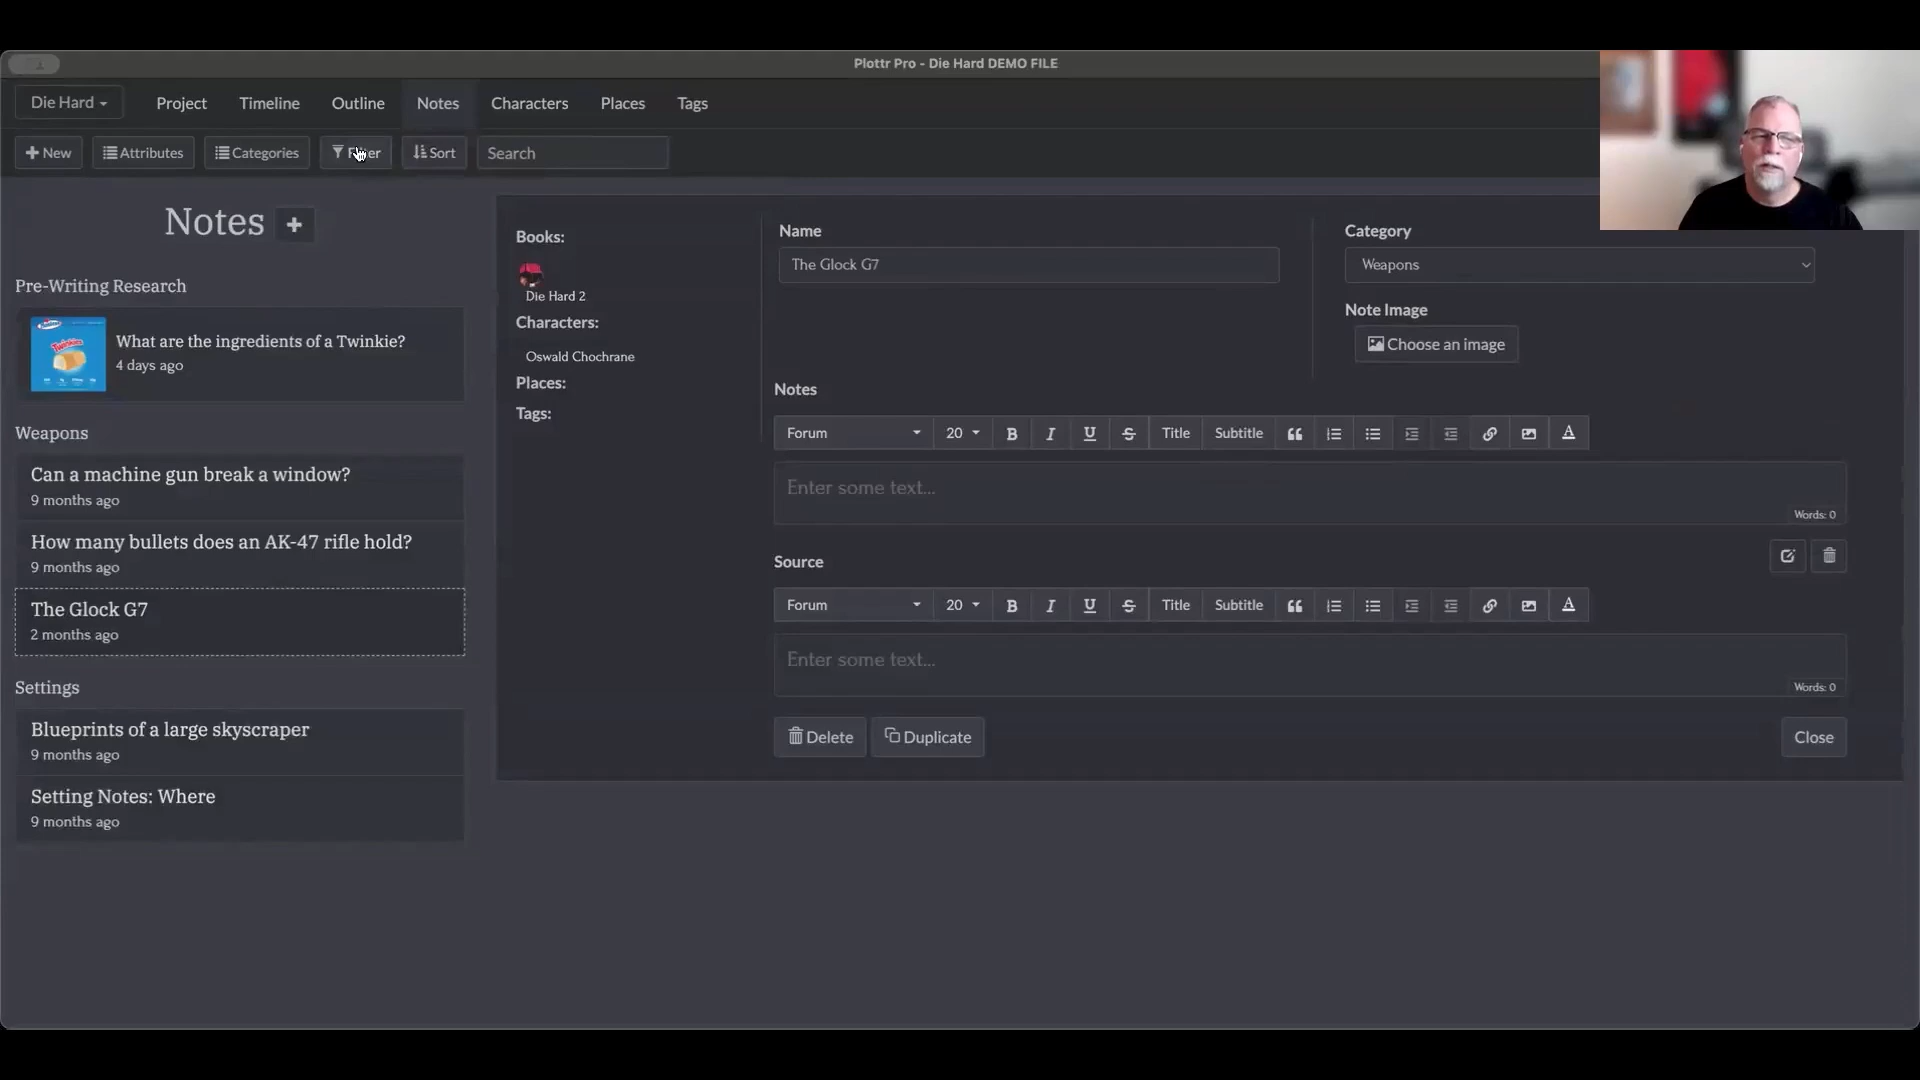 Plottr Pro - Die Hard DEMO FILE
Die Hard
Project
Timeline
Outline
Notes
Characters
Places
Tags
New
Attributes
Categories
Sort
Search
Notes
Pre-Writing Research
What are the ingredients of a Twinkie?
4 days ago
Weapons
Can a machine gun break a window?
9 months ago
How many bullets does an AK-47 rifle hold?
9 months ago
The Glock G7
2 months ago
Settings
Blueprints of a large skyscraper
9 months ago
Setting Notes: Where
9 months ago
Books:
Die Hard 2
Characters:
Oswald Chochrane
Places:
Tags:
Name
The Glock G7
Category
Weapons
Note Image
Choose an image
Notes
Forum
20
B
I
U
S
Title
Subtitle
A
Enter some text...
Words: 0
Source
Forum
20
B
I
U
S
Title
Subtitle
A
Enter some text...
Words: 0
Delete
Duplicate
Close